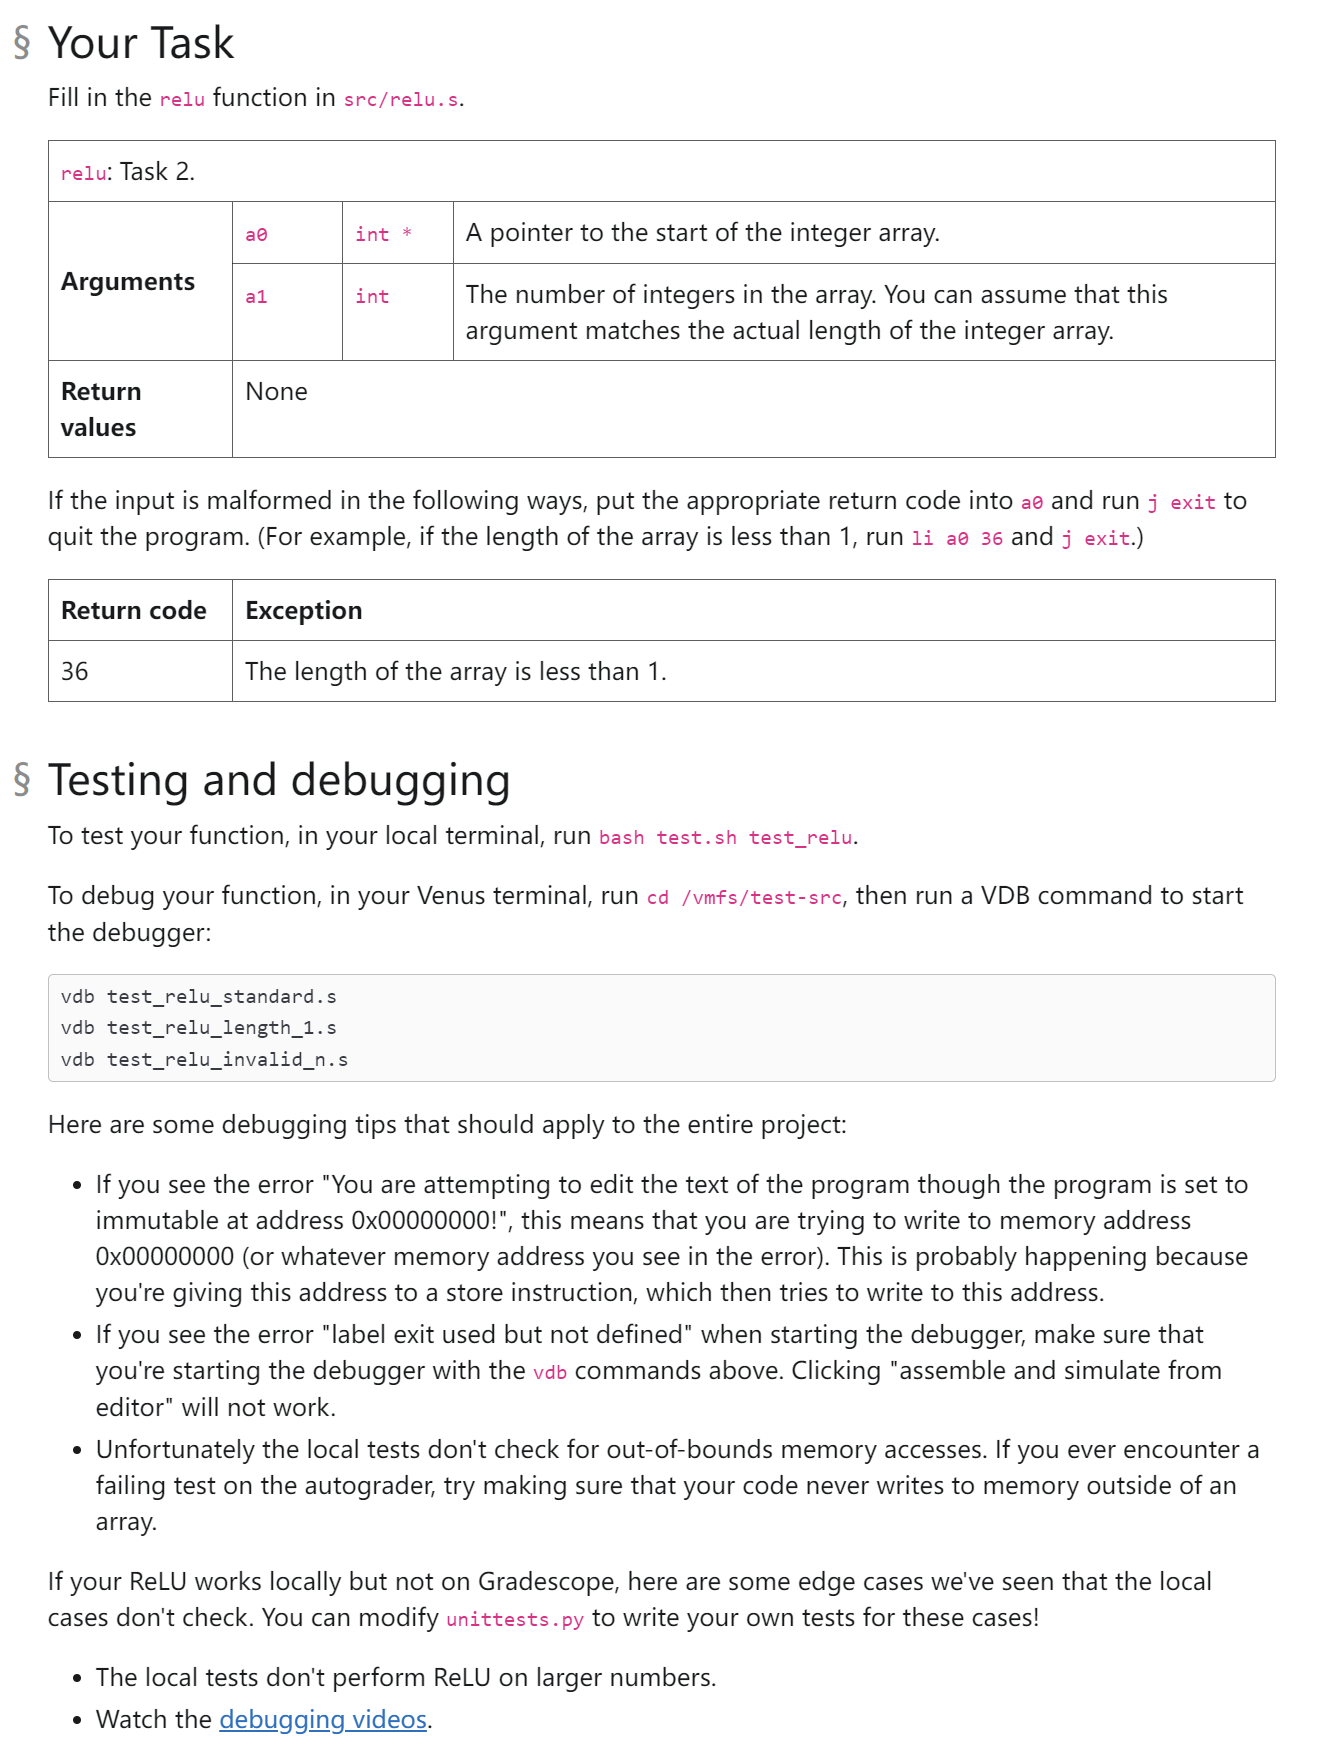 § Your Task
Fill in the relu function in src/relu.s.
relu: Task 2.
Arguments
a0
int *
A pointer to the start of the integer array.
a1
int
The number of integers in the array. You can assume that this
argument matches the actual length of the integer array.
Return
values
None
If the input is malformed in the following ways, put the appropriate return code into a0 and run j exit to
quit the program. (For example, if the length of the array is less than 1, run li a0 36 and j exit.)
Return code
Exception
36
The length of the array is less than 1.
§ Testing and debugging
To test your function, in your local terminal, run bash test.sh test_relu.
To debug your function, in your Venus terminal, run cd /vmfs/test-src, then run a VDB command to start
the debugger:
vdb test_relu_standard.s
vdb test_relu_length_1.s
vdb test_relu_invalid_n.s
Here are some debugging tips that should apply to the entire project:
• If you see the error "You are attempting to edit the text of the program though the program is set to
immutable at address 0x00000000!", this means that you are trying to write to memory address
0x00000000 (or whatever memory address you see in the error). This is probably happening because
you're giving this address to a store instruction, which then tries to write to this address.
• If you see the error "label exit used but not defined" when starting the debugger, make sure that
you're starting the debugger with the vdb commands above. Clicking "assemble and simulate from
editor" will not work.
• Unfortunately the local tests don't check for out-of-bounds memory accesses. If you ever encounter a
failing test on the autograder, try making sure that your code never writes to memory outside of an
array.
If your ReLU works locally but not on Gradescope, here are some edge cases we've seen that the local
cases don't check. You can modify unittests.py to write your own tests for these cases!
• The local tests don't perform ReLU on larger numbers.
• Watch the debugging videos.